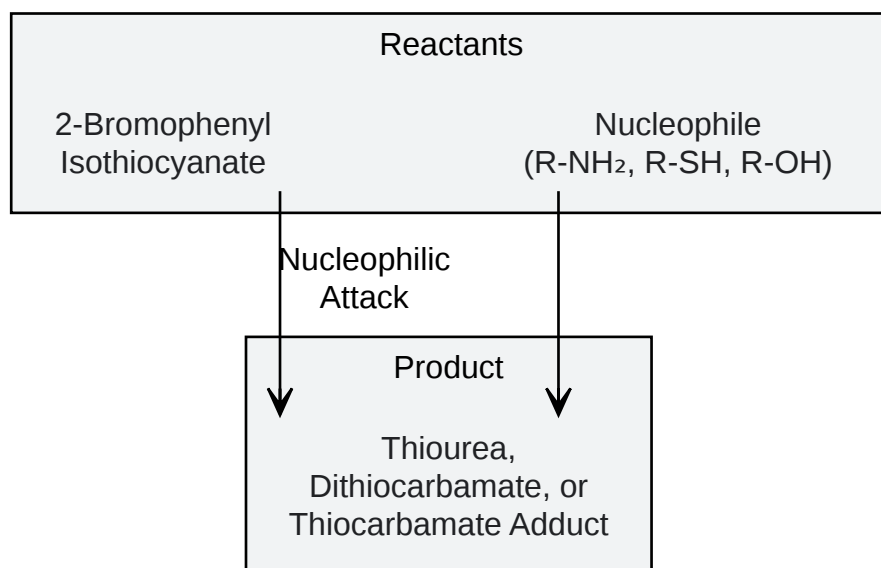 Reactants
2-Bromophenyl
Isothiocyanate
Nucleophile
(R-NH₂, R-SH, R-OH)
Nucleophilic
Attack
Product
Thiourea,
Dithiocarbamate, or
Thiocarbamate Adduct